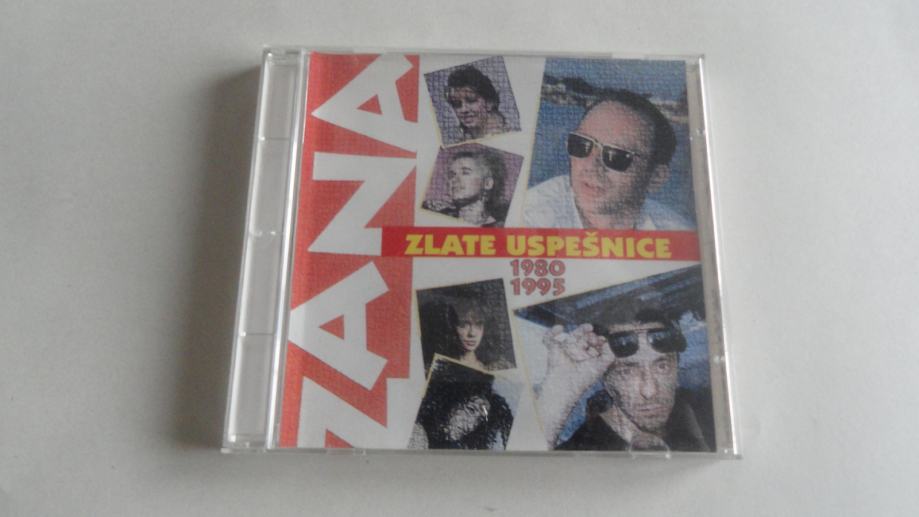 ZANA
ZLATE USPEŠNICE
1980
1995